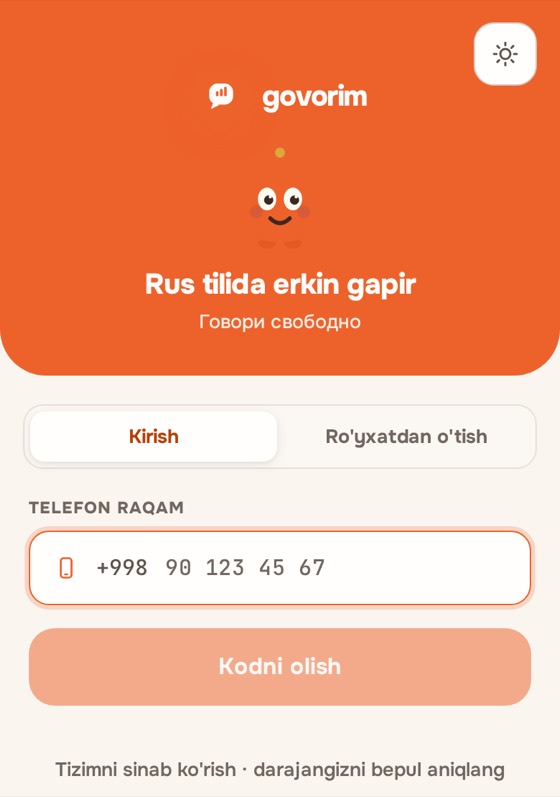 govorim
Rus tilida erkin gapir
Говори свободно
Kirish
Ro'yxatdan o'tish
TELEFON RAQAM
+998 90 123 45 67
Kodni olish
Tizimni sinab ko'rish · darajangizni bepul aniqlang